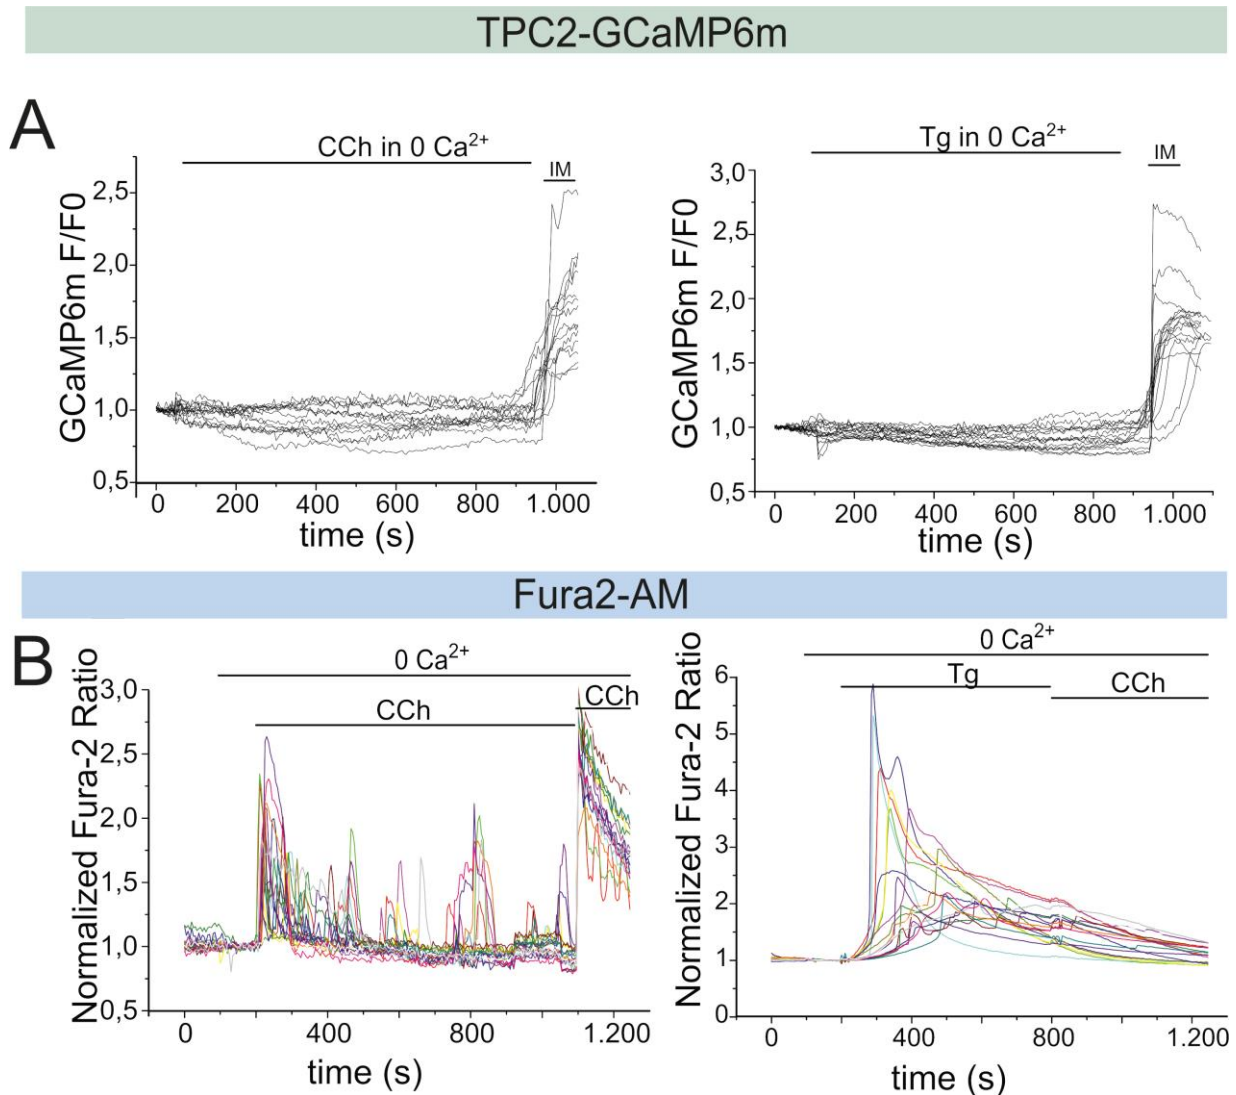 TPC2-GCaMP6m
A
CCh in 0 Ca²⁺
IM
GCaMP6m F/F0
2,5
2,0
1,5
1,0
0,5
0 200 400 600 800 1.000
time (s)
Tg in 0 Ca²⁺
IM
GCaMP6m F/F0
3,0
2,5
2,0
1,5
1,0
0,5
0 200 400 600 800 1.000
time (s)
Fura2-AM
B
0 Ca²⁺
CCh
CCh
Normalized Fura-2 Ratio
3,0
2,5
2,0
1,5
1,0
0,5
0 400 800 1.200
time (s)
0 Ca²⁺
Tg
CCh
Normalized Fura-2 Ratio
6
5
4
3
2
1
0
0 400 800 1.200
time (s)